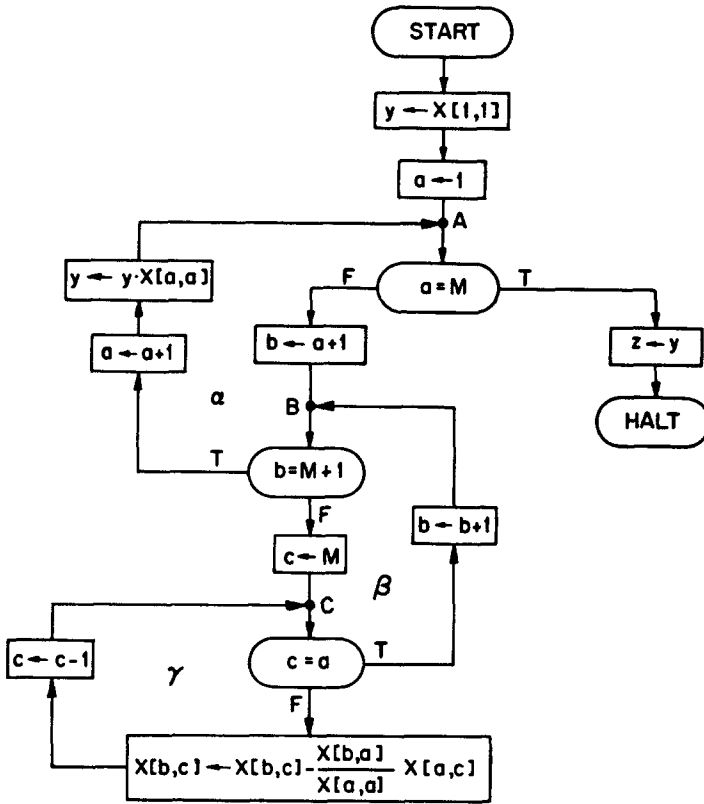 START
y ← X[1,1]
a ← 1
A
a = M
F
T
y ← y·X[a,a]
a ← a+1
b ← a+1
z ← y
HALT
α
B
T
b = M+1
F
b ← b+1
c ← M
β
C
c ← c-1
γ
c = a
T
F
X[b,c] ← X[b,c] - X[b,a]/X[a,a] X[a,c]